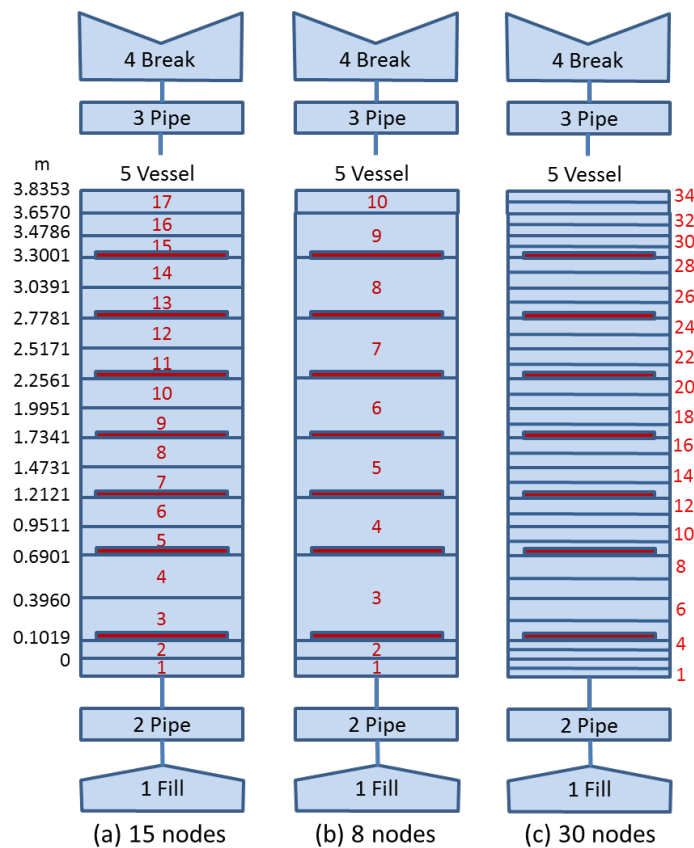 4 Break 4 Break 4 Break
3 Pipe 3 Pipe 3 Pipe
m 5 Vessel 5 Vessel 5 Vessel
3.8353 17 10 34
3.6570 16 32
3.4786 15 9 30
3.3001 28
3.0391 14 8 26
2.7781 13 24
2.5171 12 7 22
2.2561 11 20
1.9951 10 6 18
1.7341 9 16
1.4731 8 5 14
1.2121 7 12
0.9511 6 4 10
0.6901 5 8
0.3960 4 3 6
0.1019 3 4
0 2 2
1 1 1
2 Pipe 2 Pipe 2 Pipe
1 Fill 1 Fill 1 Fill
(a) 15 nodes (b) 8 nodes (c) 30 nodes